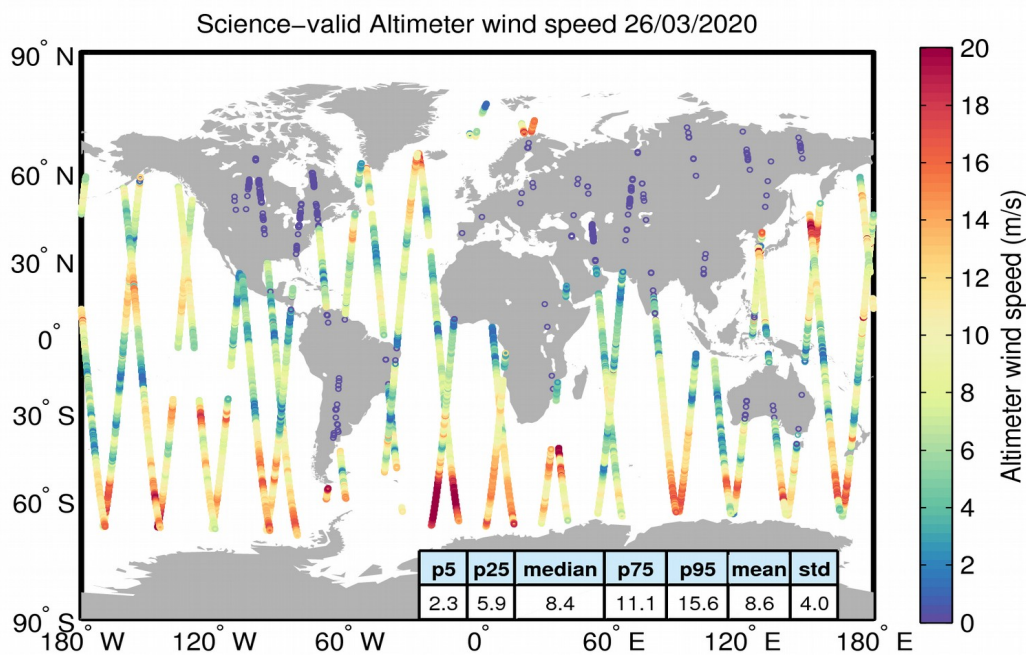 Science−valid Altimeter wind speed 26/03/2020
90° N
60° N
30° N
0°
30° S
60° S
90° S
180° W
120° W
60° W
0°
60° E
120° E
180° E
p5 p25 median p75 p95 mean std
2.3 5.9 8.4 11.1 15.6 8.6 4.0
20
18
16
14
12
10
8
6
4
2
0
Altimeter wind speed (m/s)